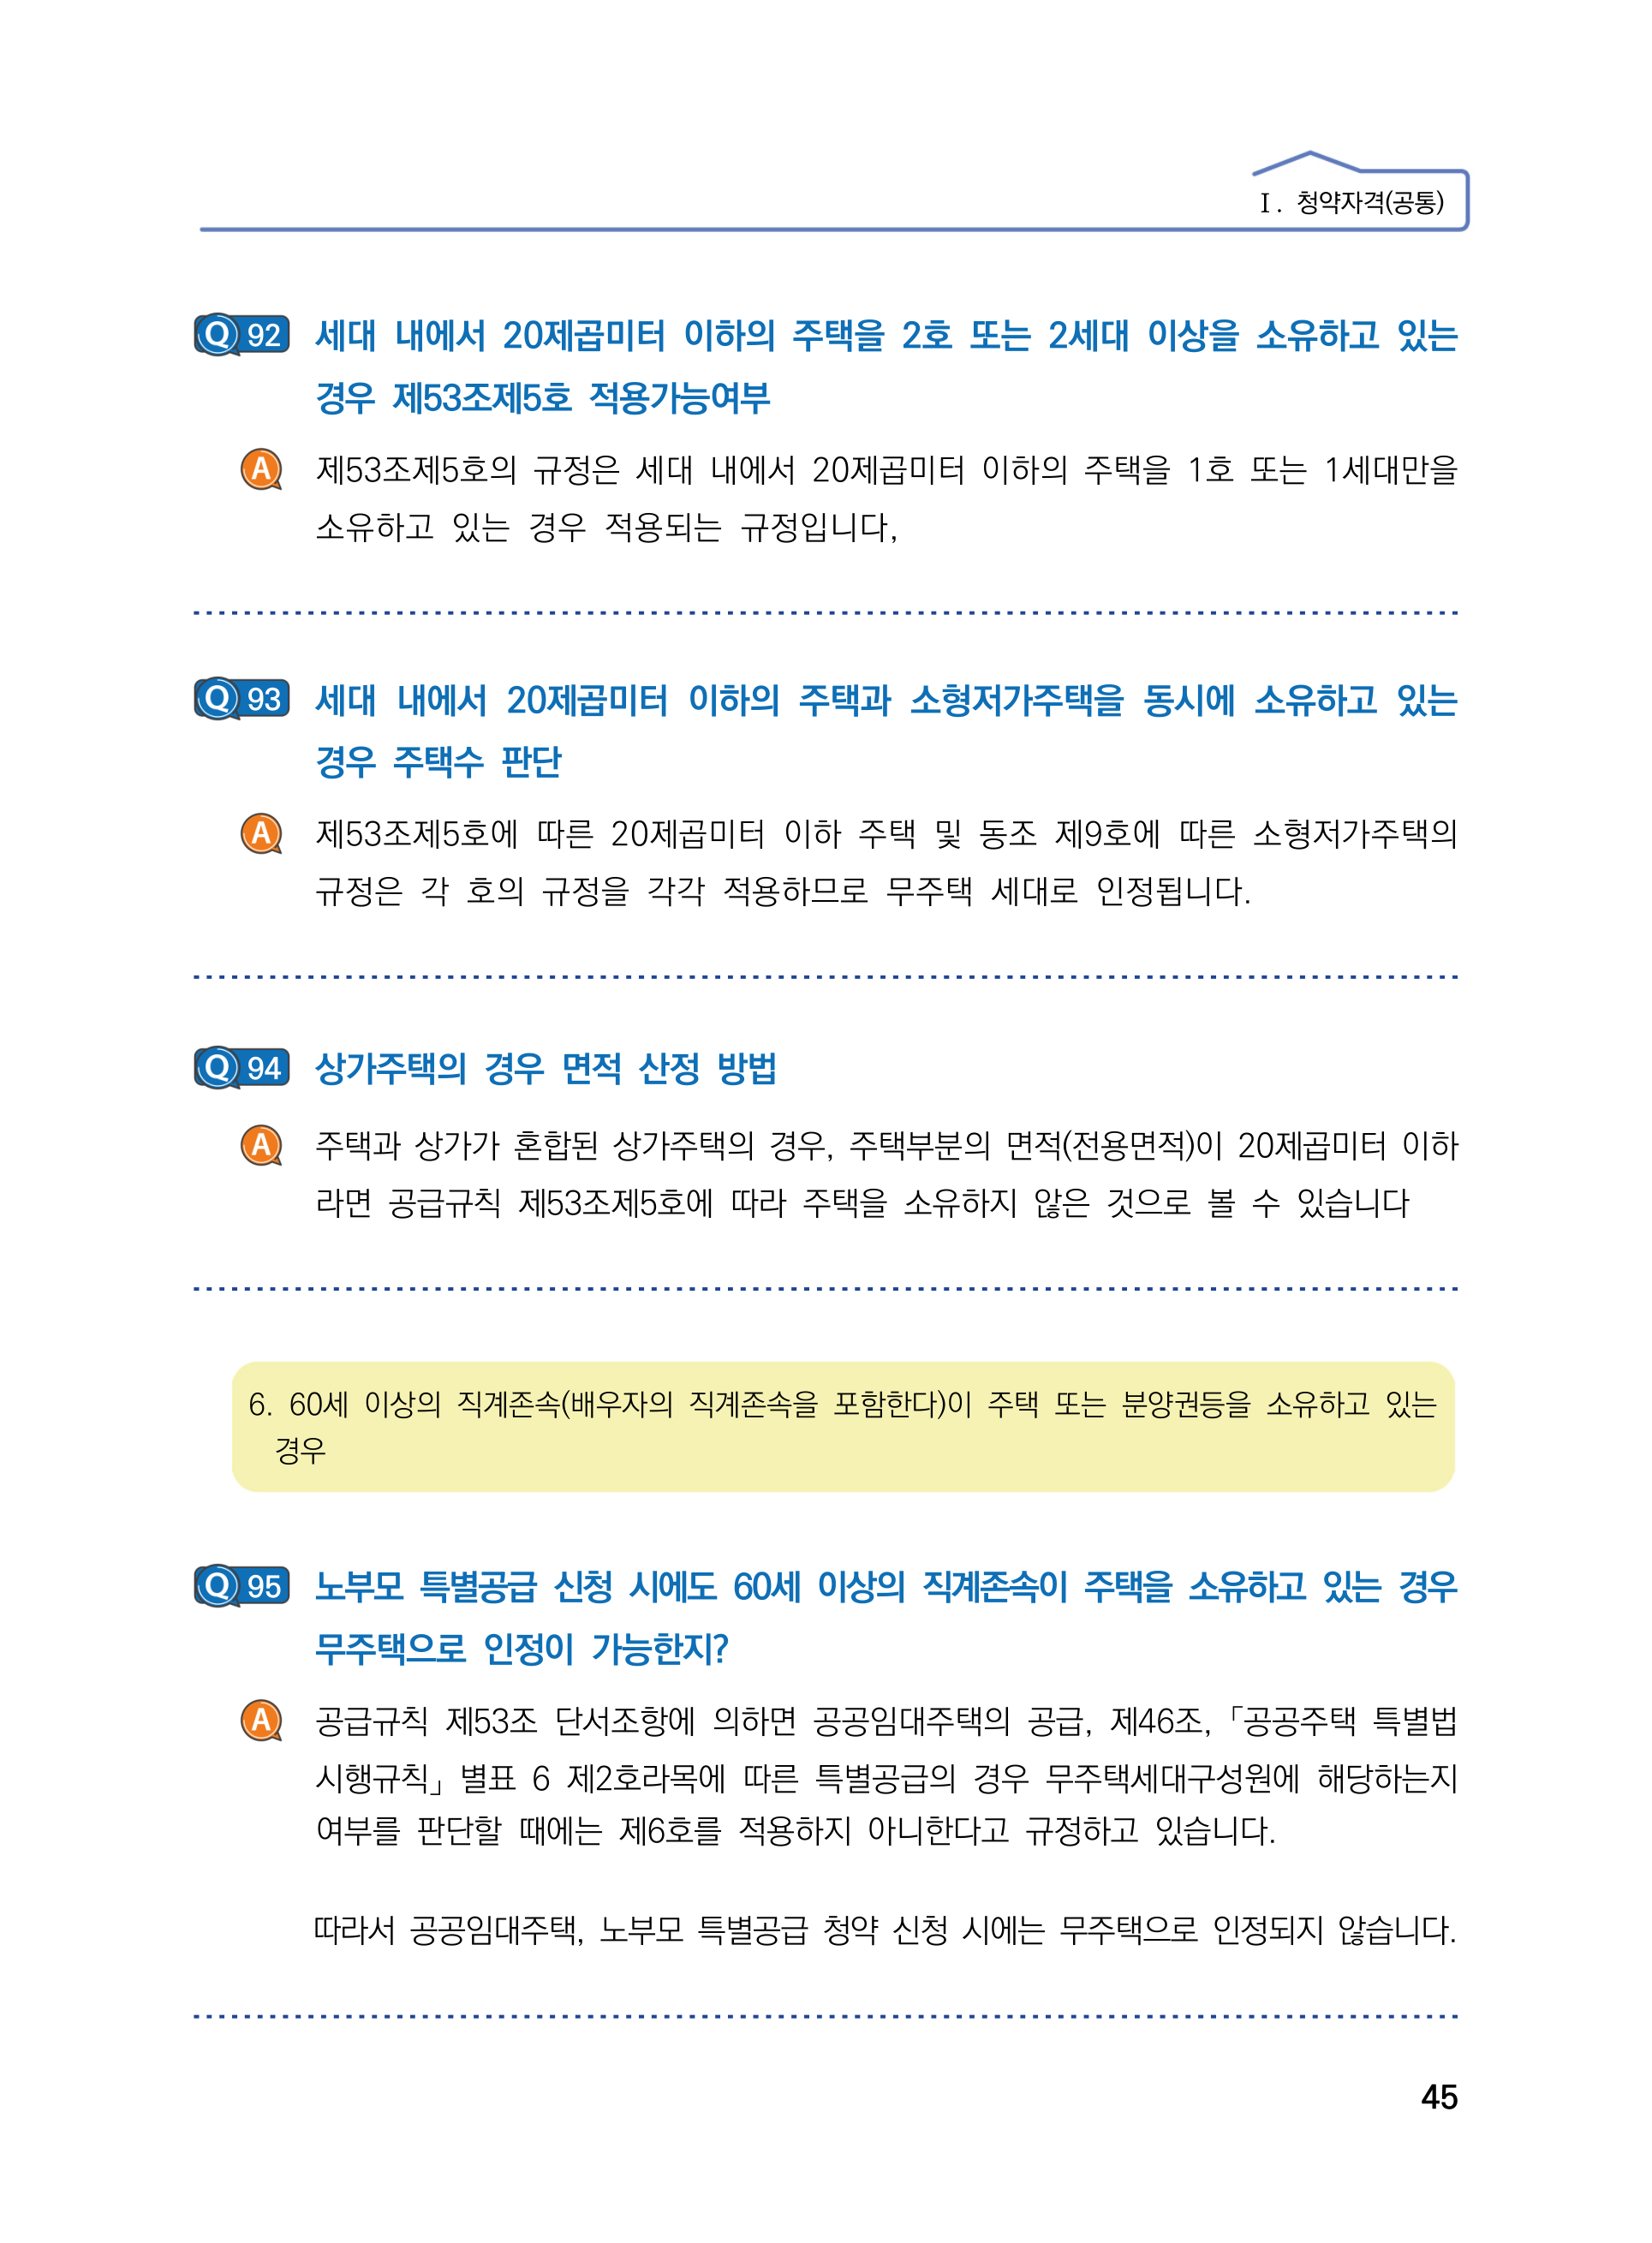 Ⅰ. 청약자격(공통)
Q 92 세대 내에서 20제곱미터 이하의 주택을 2호 또는 2세대 이상을 소유하고 있는
경우 제53조제5호 적용가능여부
A 제53조제5호의 규정은 세대 내에서 20제곱미터 이하의 주택을 1호 또는 1세대만을
소유하고 있는 경우 적용되는 규정입니다,
Q 93 세대 내에서 20제곱미터 이하의 주택과 소형저가주택을 동시에 소유하고 있는
경우 주택수 판단
A 제53조제5호에 따른 20제곱미터 이하 주택 및 동조 제9호에 따른 소형저가주택의
규정은 각 호의 규정을 각각 적용하므로 무주택 세대로 인정됩니다.
Q 94 상가주택의 경우 면적 산정 방법
A 주택과 상가가 혼합된 상가주택의 경우, 주택부분의 면적(전용면적)이 20제곱미터 이하
라면 공급규칙 제53조제5호에 따라 주택을 소유하지 않은 것으로 볼 수 있습니다
6. 60세 이상의 직계존속(배우자의 직계존속을 포함한다)이 주택 또는 분양권등을 소유하고 있는
경우
Q 95 노부모 특별공급 신청 시에도 60세 이상의 직계존속이 주택을 소유하고 있는 경우
무주택으로 인정이 가능한지?
A 공급규칙 제53조 단서조항에 의하면 공공임대주택의 공급, 제46조, 「공공주택 특별법
시행규칙」 별표 6 제2호라목에 따른 특별공급의 경우 무주택세대구성원에 해당하는지
여부를 판단할 때에는 제6호를 적용하지 아니한다고 규정하고 있습니다.
따라서 공공임대주택, 노부모 특별공급 청약 신청 시에는 무주택으로 인정되지 않습니다.
45